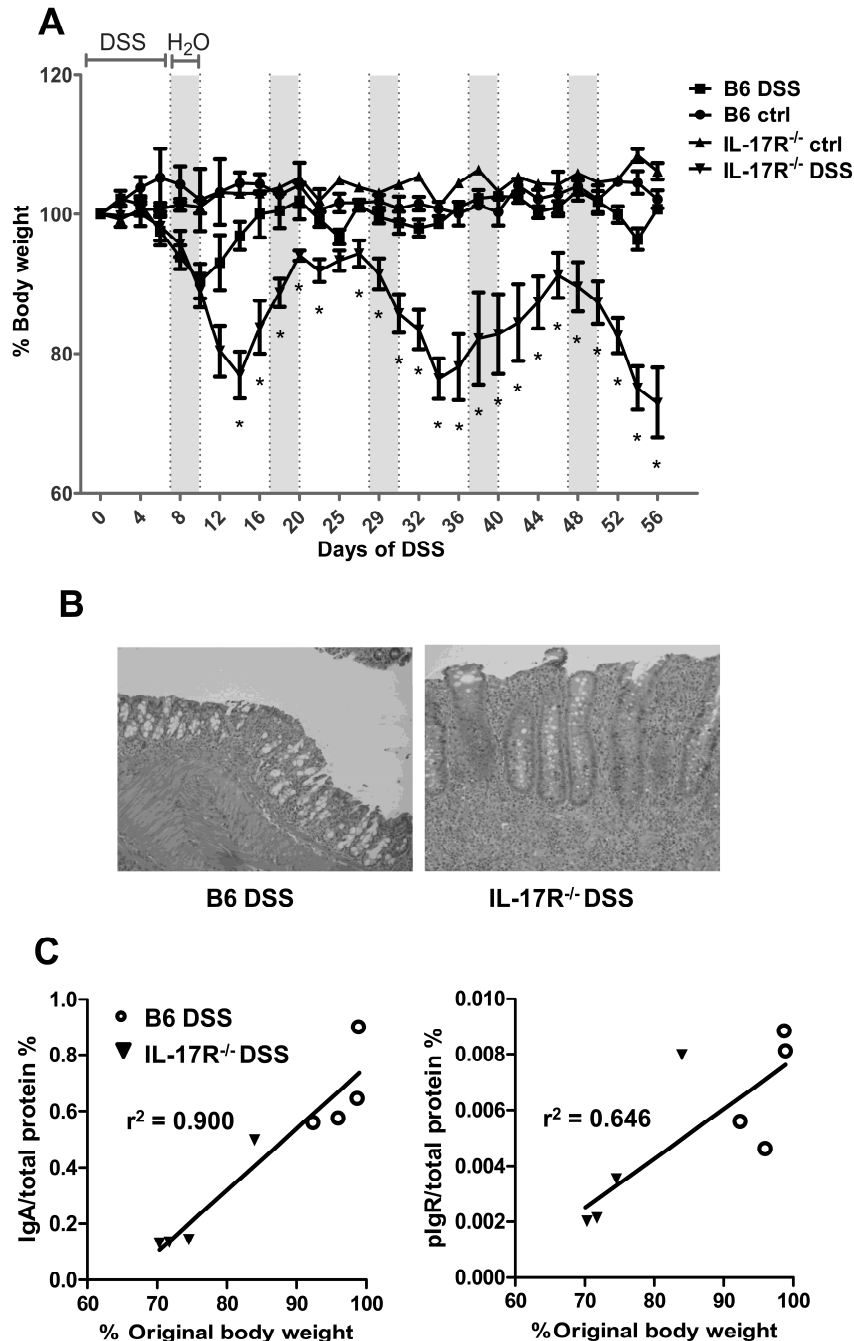 A
DSS H2O
120
100
80
60
% Body weight
B6 DSS
B6 ctrl
IL-17R-/- ctrl
IL-17R-/- DSS
* * * * * * * * * * * * * * * * * * * *
0 4 8 12 16 20 25 29 32 36 40 44 48 52 56
Days of DSS
B
B6 DSS IL-17R-/- DSS
C
1.0
0.8
0.6
0.4
0.2
0.0
IgA/total protein %
B6 DSS
IL-17R-/- DSS
r2 = 0.900
60 70 80 90 100
% Original body weight
0.010
0.008
0.006
0.004
0.002
0.000
pIgR/total protein %
r2 = 0.646
60 70 80 90 100
%Original body weight